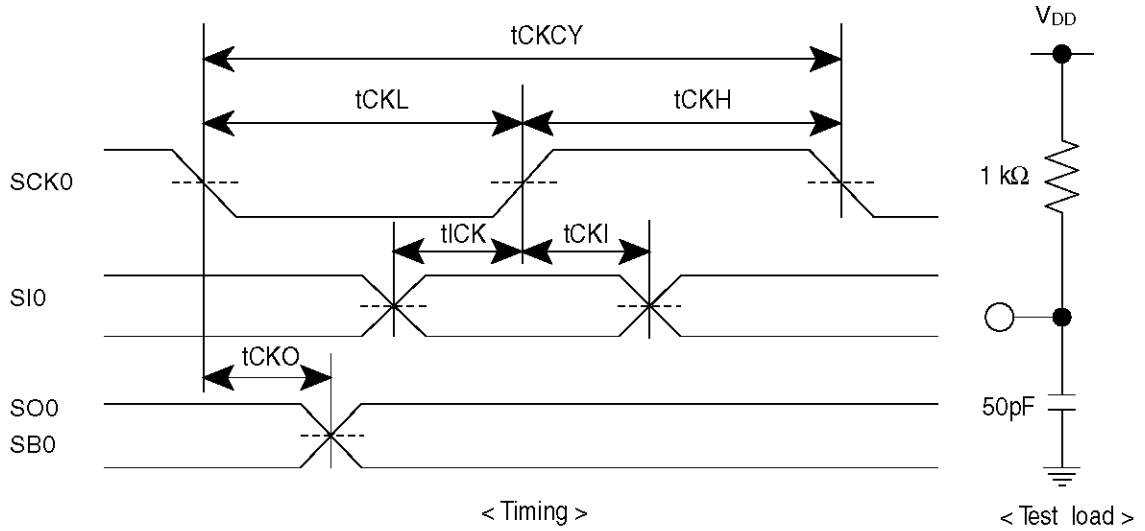 tCKCY
VDD
tCKL
tCKH
SCK0
1 kΩ
tICK
tCKI
SI0
tCKO
SO0
50pF
SB0
< Timing >
< Test load >